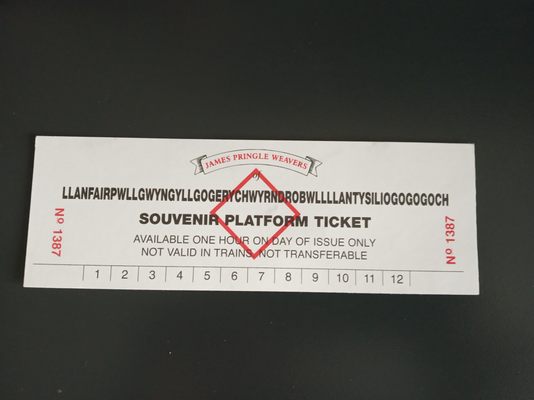 JAMES PRINGLE WEAVERS
of
LLANFAIRPWLLGWYNGYLLGOGERYCHWYRNDROBWLLLLANTYSILIOGOGOGOCH
SOUVENIR PLATFORM TICKET
AVAILABLE ONE HOUR ON DAY OF ISSUE ONLY
NOT VALID IN TRAINS NOT TRANSFERABLE
Nº 1387
Nº 1387
1 2 3 4 5 6 7 8 9 10 11 12